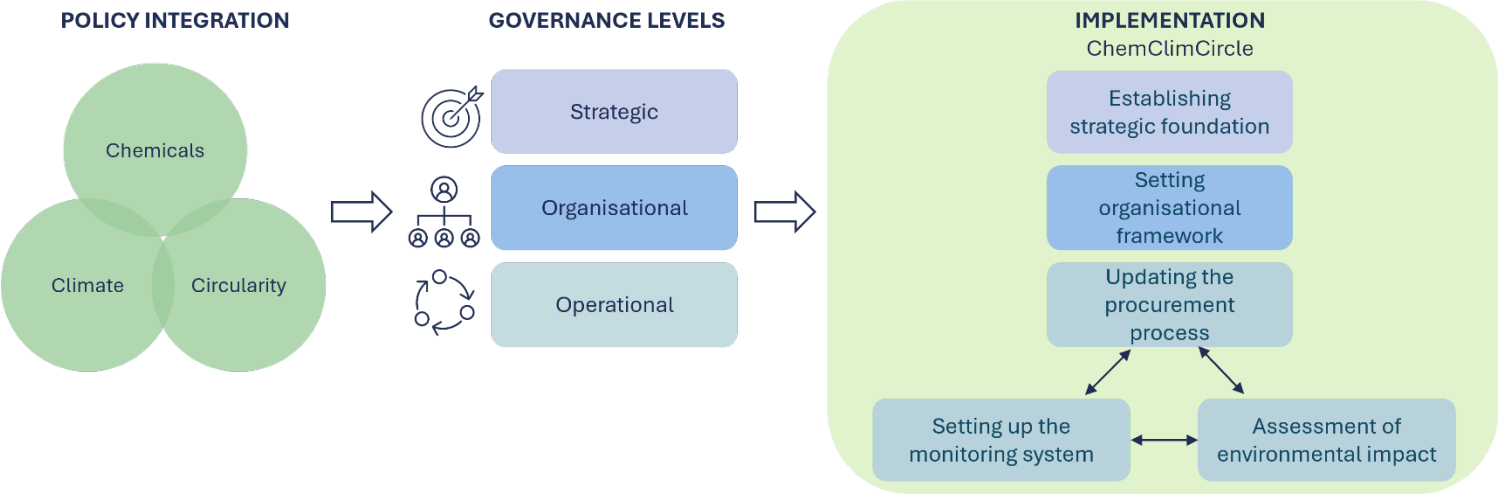 POLICY INTEGRATION
Chemicals
Climate
Circularity
GOVERNANCE LEVELS
Strategic
Organisational
Operational
IMPLEMENTATION
ChemClimCircle
Establishing
strategic foundation
Setting
organisational
framework
Updating the
procurement
process
Setting up the
monitoring system
Assessment of
environmental impact